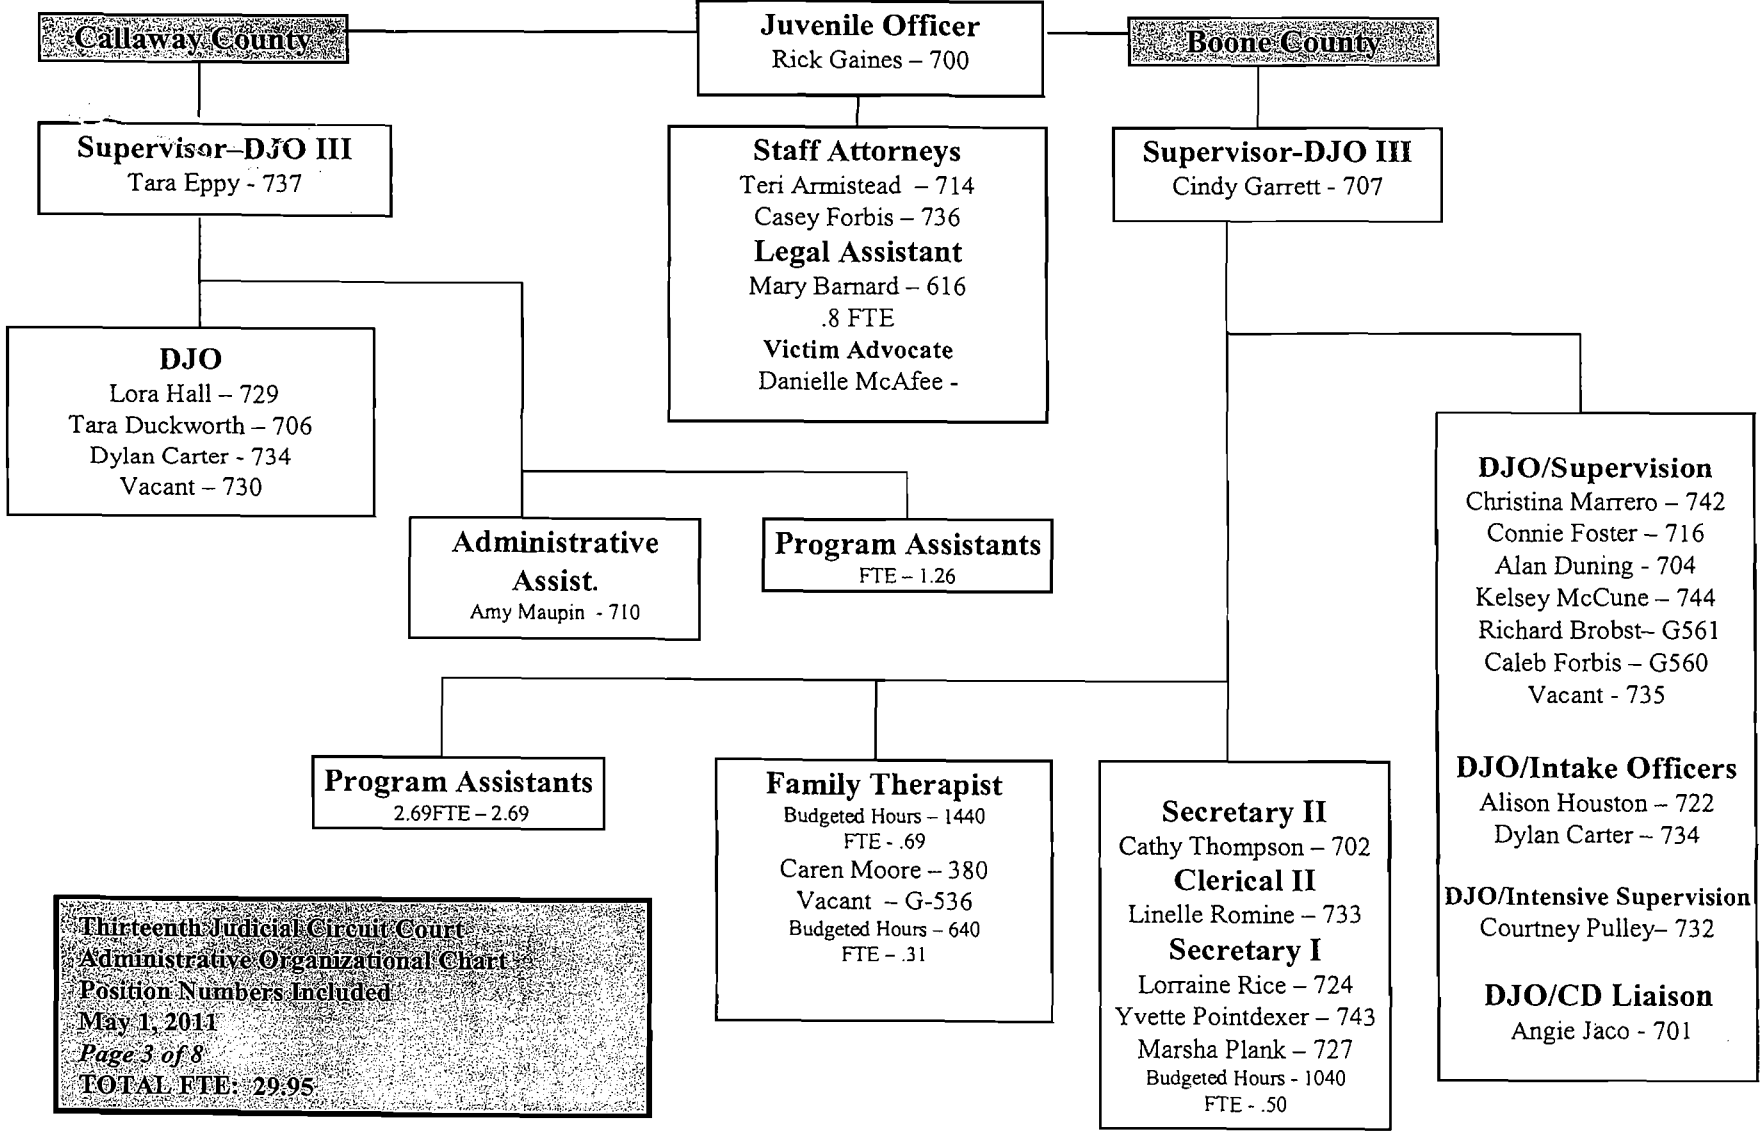 Callaway County
Juvenile Officer
Rick Gaines – 700
Boone County
Supervisor–DJO III
Tara Eppy - 737
Staff Attorneys
Teri Armistead – 714
Casey Forbis – 736
Legal Assistant
Mary Barnard – 616
.8 FTE
Victim Advocate
Danielle McAfee -
Supervisor-DJO III
Cindy Garrett - 707
DJO
Lora Hall – 729
Tara Duckworth – 706
Dylan Carter - 734
Vacant – 730
Administrative
Assist.
Amy Maupin - 710
Program Assistants
FTE – 1.26
DJO/Supervision
Christina Marrero – 742
Connie Foster – 716
Alan Duning - 704
Kelsey McCune – 744
Richard Brobst– G561
Caleb Forbis – G560
Vacant - 735
DJO/Intake Officers
Alison Houston – 722
Dylan Carter – 734
DJO/Intensive Supervision
Courtney Pulley– 732
DJO/CD Liaison
Angie Jaco - 701
Program Assistants
2.69FTE – 2.69
Family Therapist
Budgeted Hours – 1440
FTE - .69
Caren Moore – 380
Vacant – G-536
Budgeted Hours – 640
FTE – .31
Secretary II
Cathy Thompson – 702
Clerical II
Linelle Romine – 733
Secretary I
Lorraine Rice – 724
Yvette Pointdexer – 743
Marsha Plank – 727
Budgeted Hours - 1040
FTE - .50
Thirteenth Judicial Circuit Court
Administrative Organizational Chart
Position Numbers Included
May 1, 2011
Page 3 of 8
TOTAL FTE: 29.95